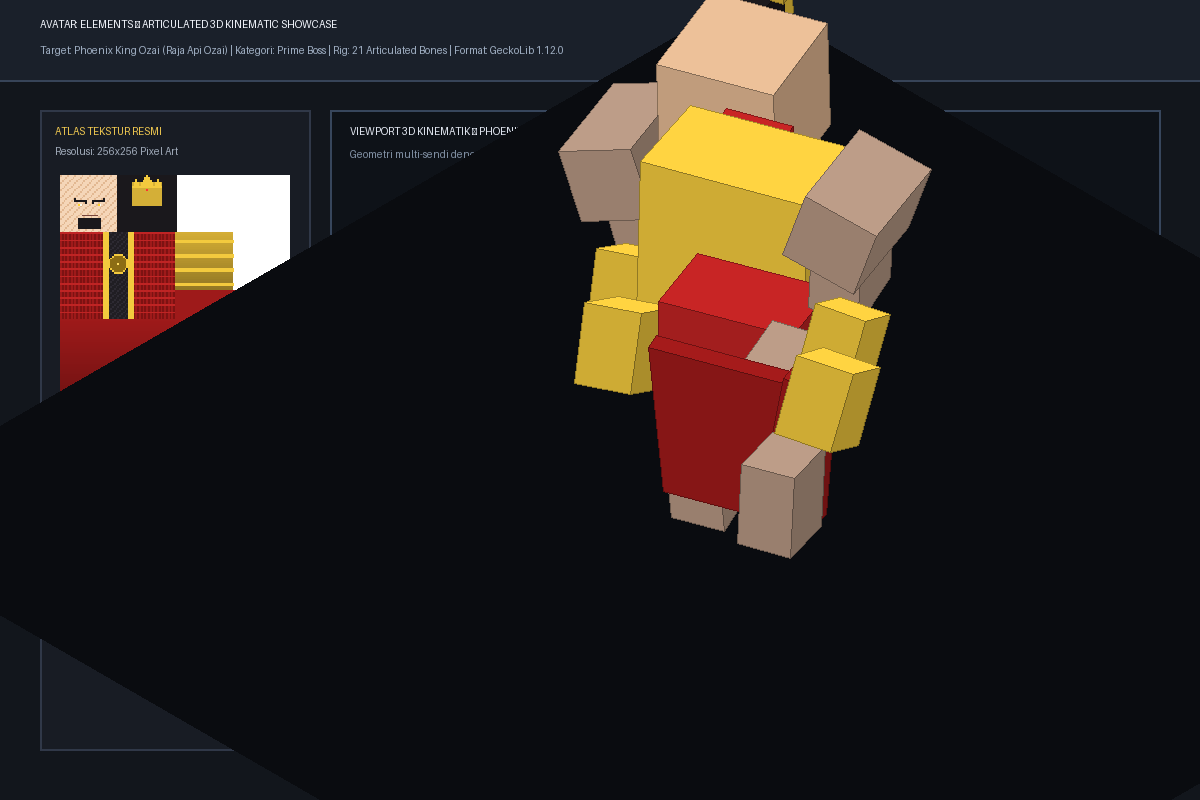 AVATAR ELEMENTS▯ARTICULATED 3D KINEMATIC SHOWCASE
Target: Phoenix King Ozai (Raja Api Ozai) | Kategori: Prime Boss | Rig: 21 Articulated Bones | Format: GeckoLib 1.12.0
ATLAS TEKSTUR RESMI
Resolusi: 256x256 Pixel Art
VIEWPORT 3D KINEMATIK▯PHOENI
Geometri multi-sendi deng